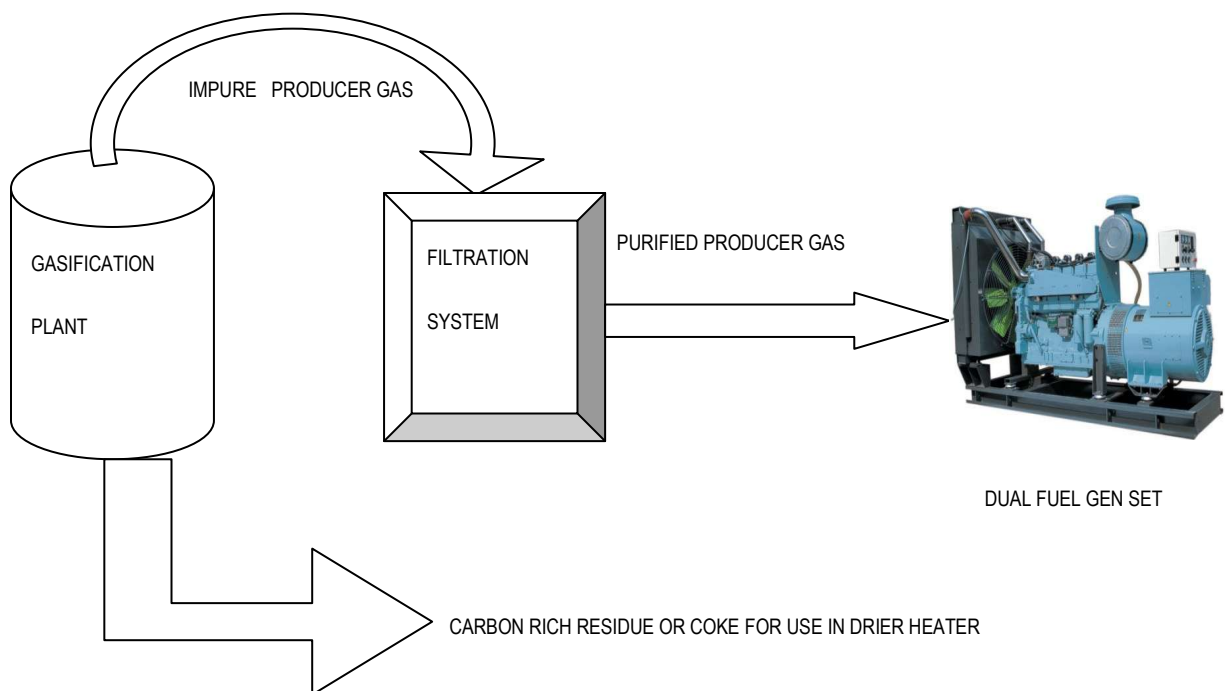 IMPURE PRODUCER GAS
GASIFICATION
PLANT
FILTRATION
SYSTEM
PURIFIED PRODUCER GAS
DUAL FUEL GEN SET
CARBON RICH RESIDUE OR COKE FOR USE IN DRIER HEATER